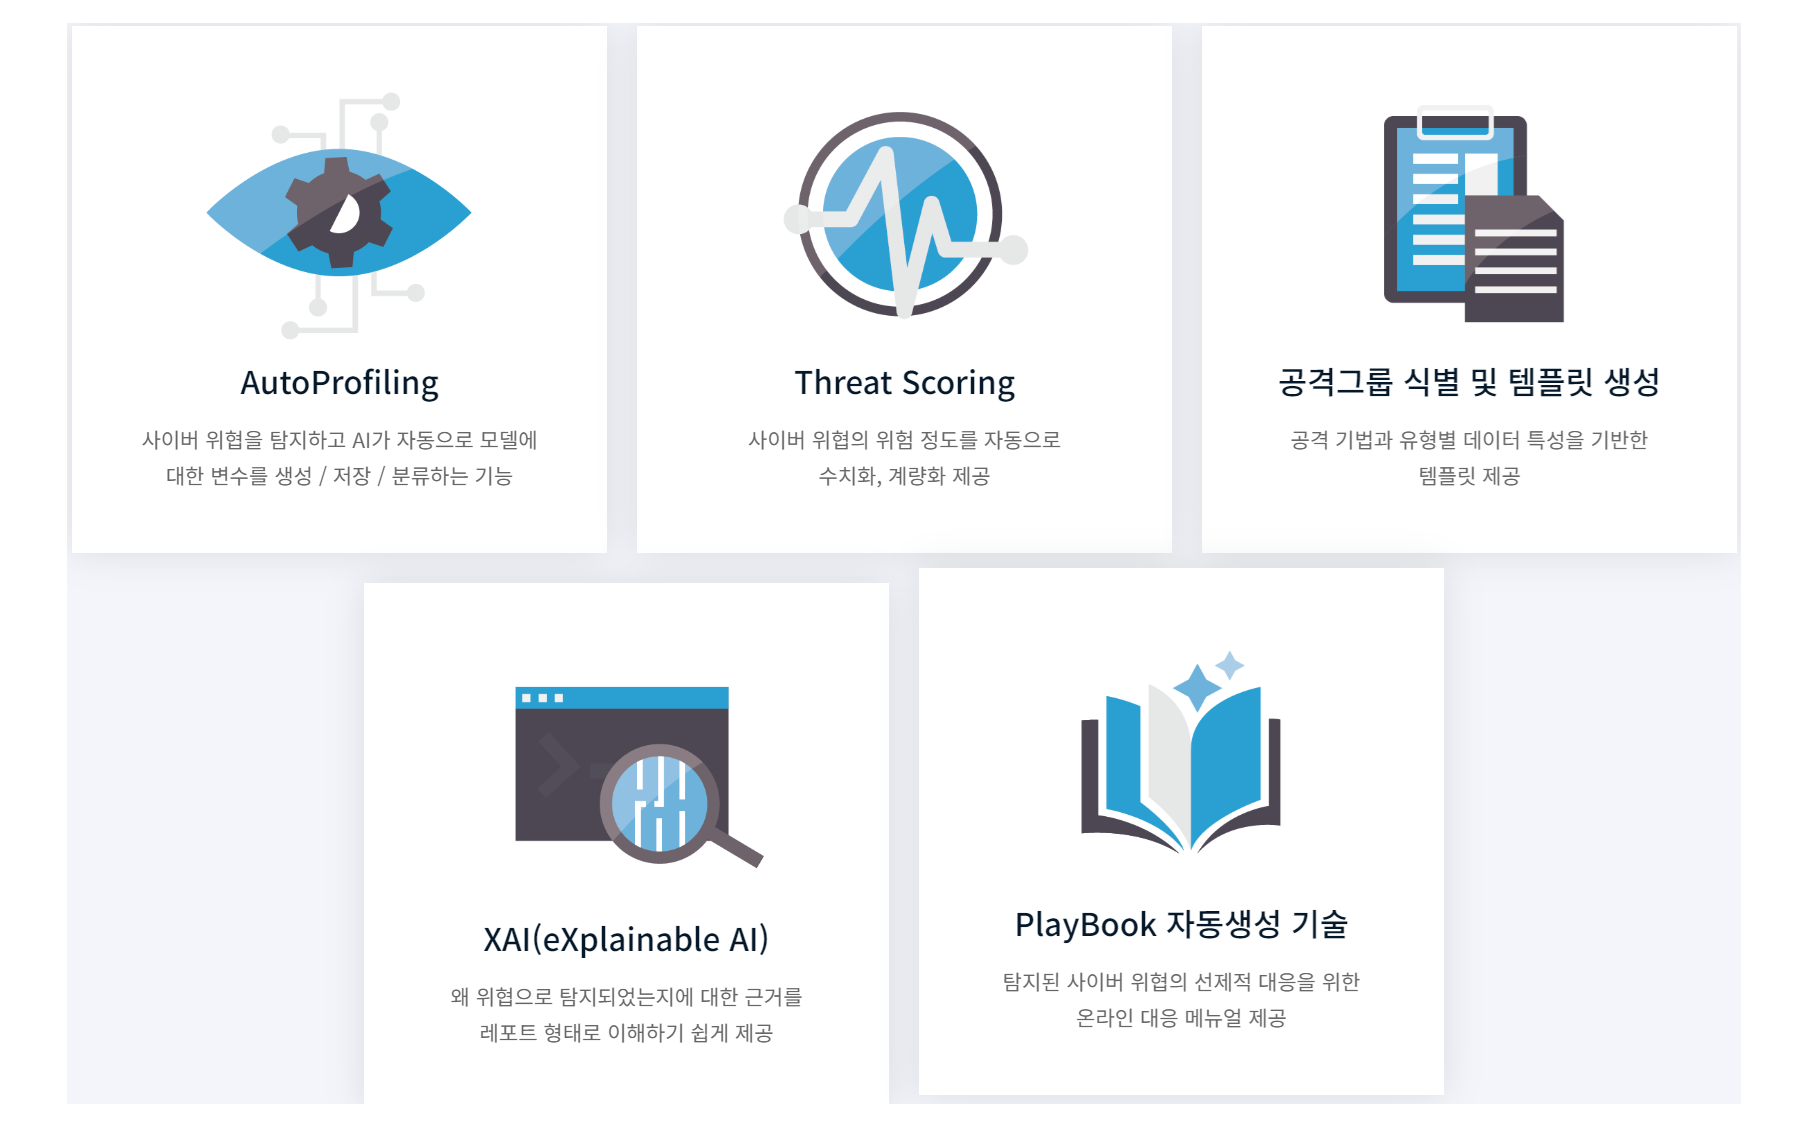 AutoProfiling
사이버 위협을 탐지하고 AI가 자동으로 모델에
대한 변수를 생성 / 저장 / 분류하는 기능
Threat Scoring
사이버 위협의 위험 정도를 자동으로
수치화, 계량화 제공
공격그룹 식별 및 템플릿 생성
공격 기법과 유형별 데이터 특성을 기반한
템플릿 제공
XAI(eXplainable AI)
왜 위협으로 탐지되었는지에 대한 근거를
레포트 형태로 이해하기 쉽게 제공
PlayBook 자동생성 기술
탐지된 사이버 위협의 선제적 대응을 위한
온라인 대응 메뉴얼 제공